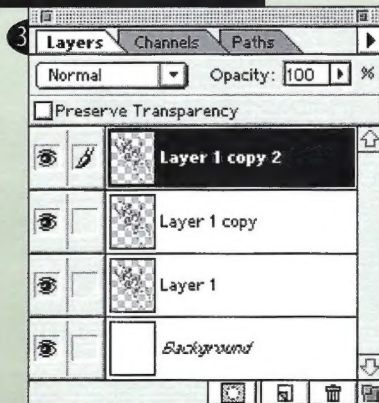 3
Layers Channels Paths
Normal Opacity: 100 %
Preserve Transparency
Layer 1 copy 2
Layer 1 copy
Layer 1
Background